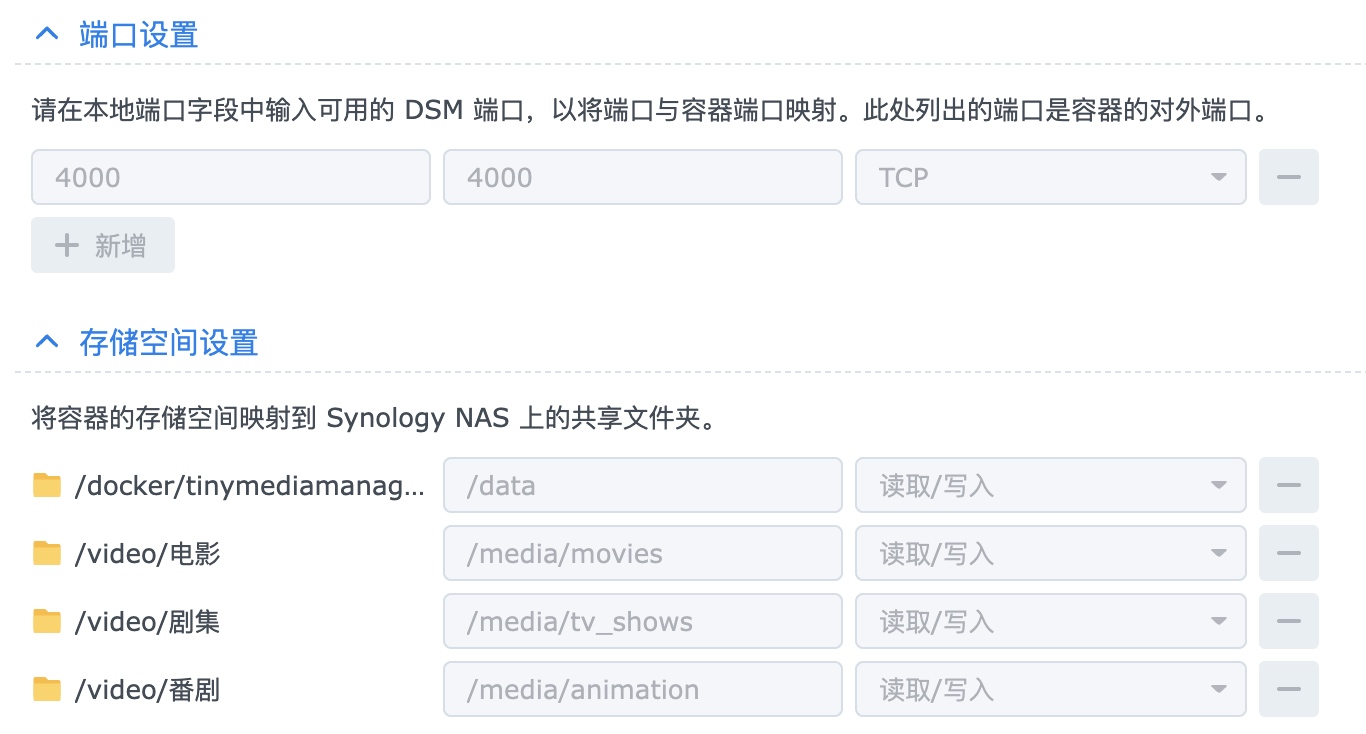 端口设置
请在本地端口字段中输入可用的 DSM 端口，以将端口与容器端口映射。此处列出的端口是容器的对外端口。
4000 4000 TCP
新增
存储空间设置
将容器的存储空间映射到 Synology NAS 上的共享文件夹。
/docker/tinymediamanag... /data 读取/写入
/video/电影 /media/movies 读取/写入
/video/剧集 /media/tv_shows 读取/写入
/video/番剧 /media/animation 读取/写入